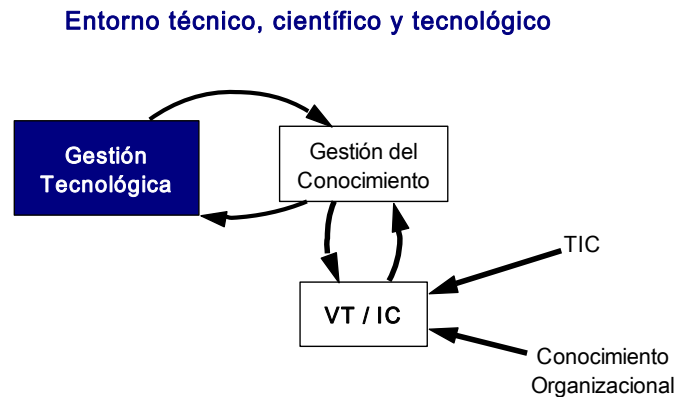 Entorno técnico, científico y tecnológico
Gestión
Tecnológica
Gestión del
Conocimiento
TIC
VT / IC
Conocimiento
Organizacional